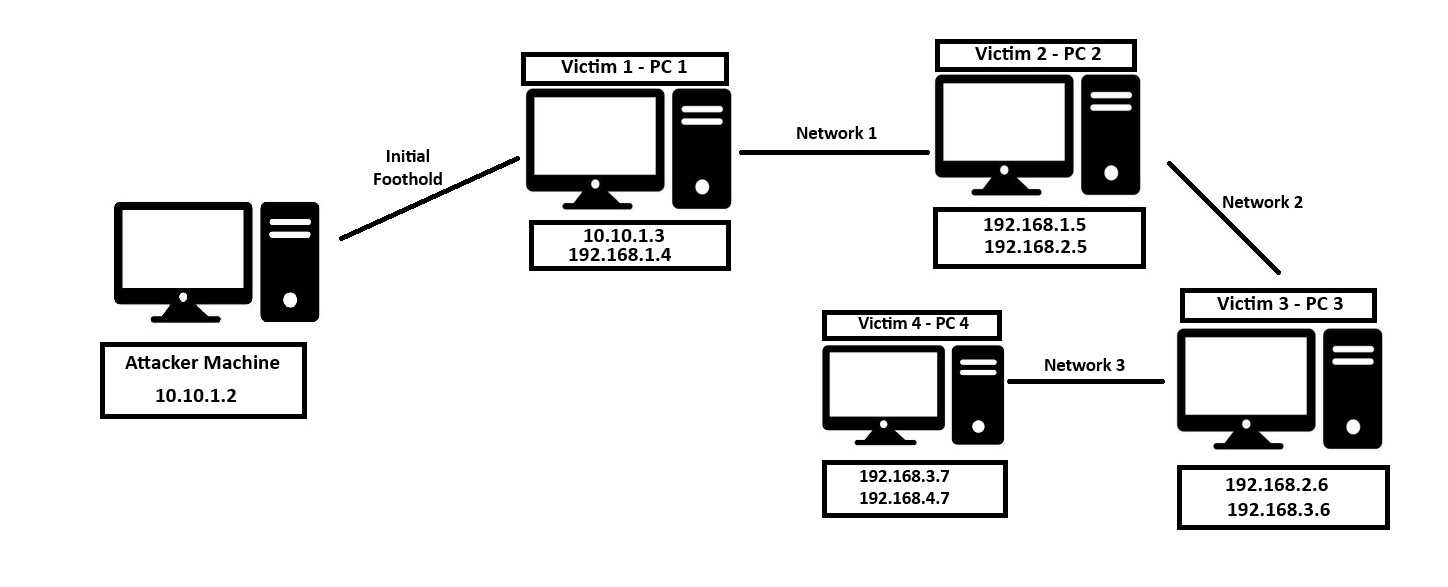 Victim 1 - PC 1
Victim 2 - PC 2
Network 1
Initial
Foothold
10.10.1.3
192.168.1.4
192.168.1.5
192.168.2.5
Network 2
Attacker Machine
10.10.1.2
Victim 4 - PC 4
Victim 3 - PC 3
Network 3
192.168.3.7
192.168.4.7
192.168.2.6
192.168.3.6